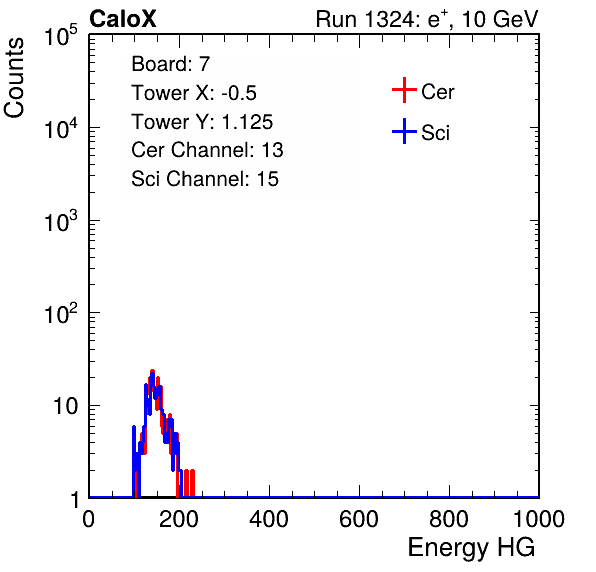 CaloX Run 1324: e⁺, 10 GeV
Counts
10⁵
10⁴
10³
10²
10
1
Board: 7
Tower X: -0.5
Tower Y: 1.125
Cer Channel: 13
Sci Channel: 15
Cer
Sci
0 200 400 600 800 1000
Energy HG